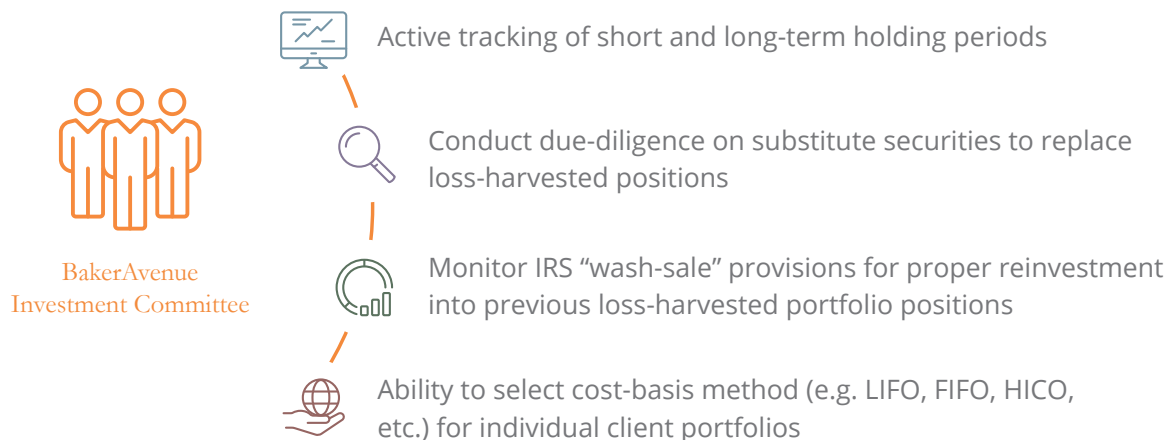 Active tracking of short and long-term holding periods
Conduct due-diligence on substitute securities to replace
loss-harvested positions
BakerAvenue
Investment Committee
Monitor IRS “wash-sale” provisions for proper reinvestment
into previous loss-harvested portfolio positions
Ability to select cost-basis method (e.g. LIFO, FIFO, HICO,
etc.) for individual client portfolios